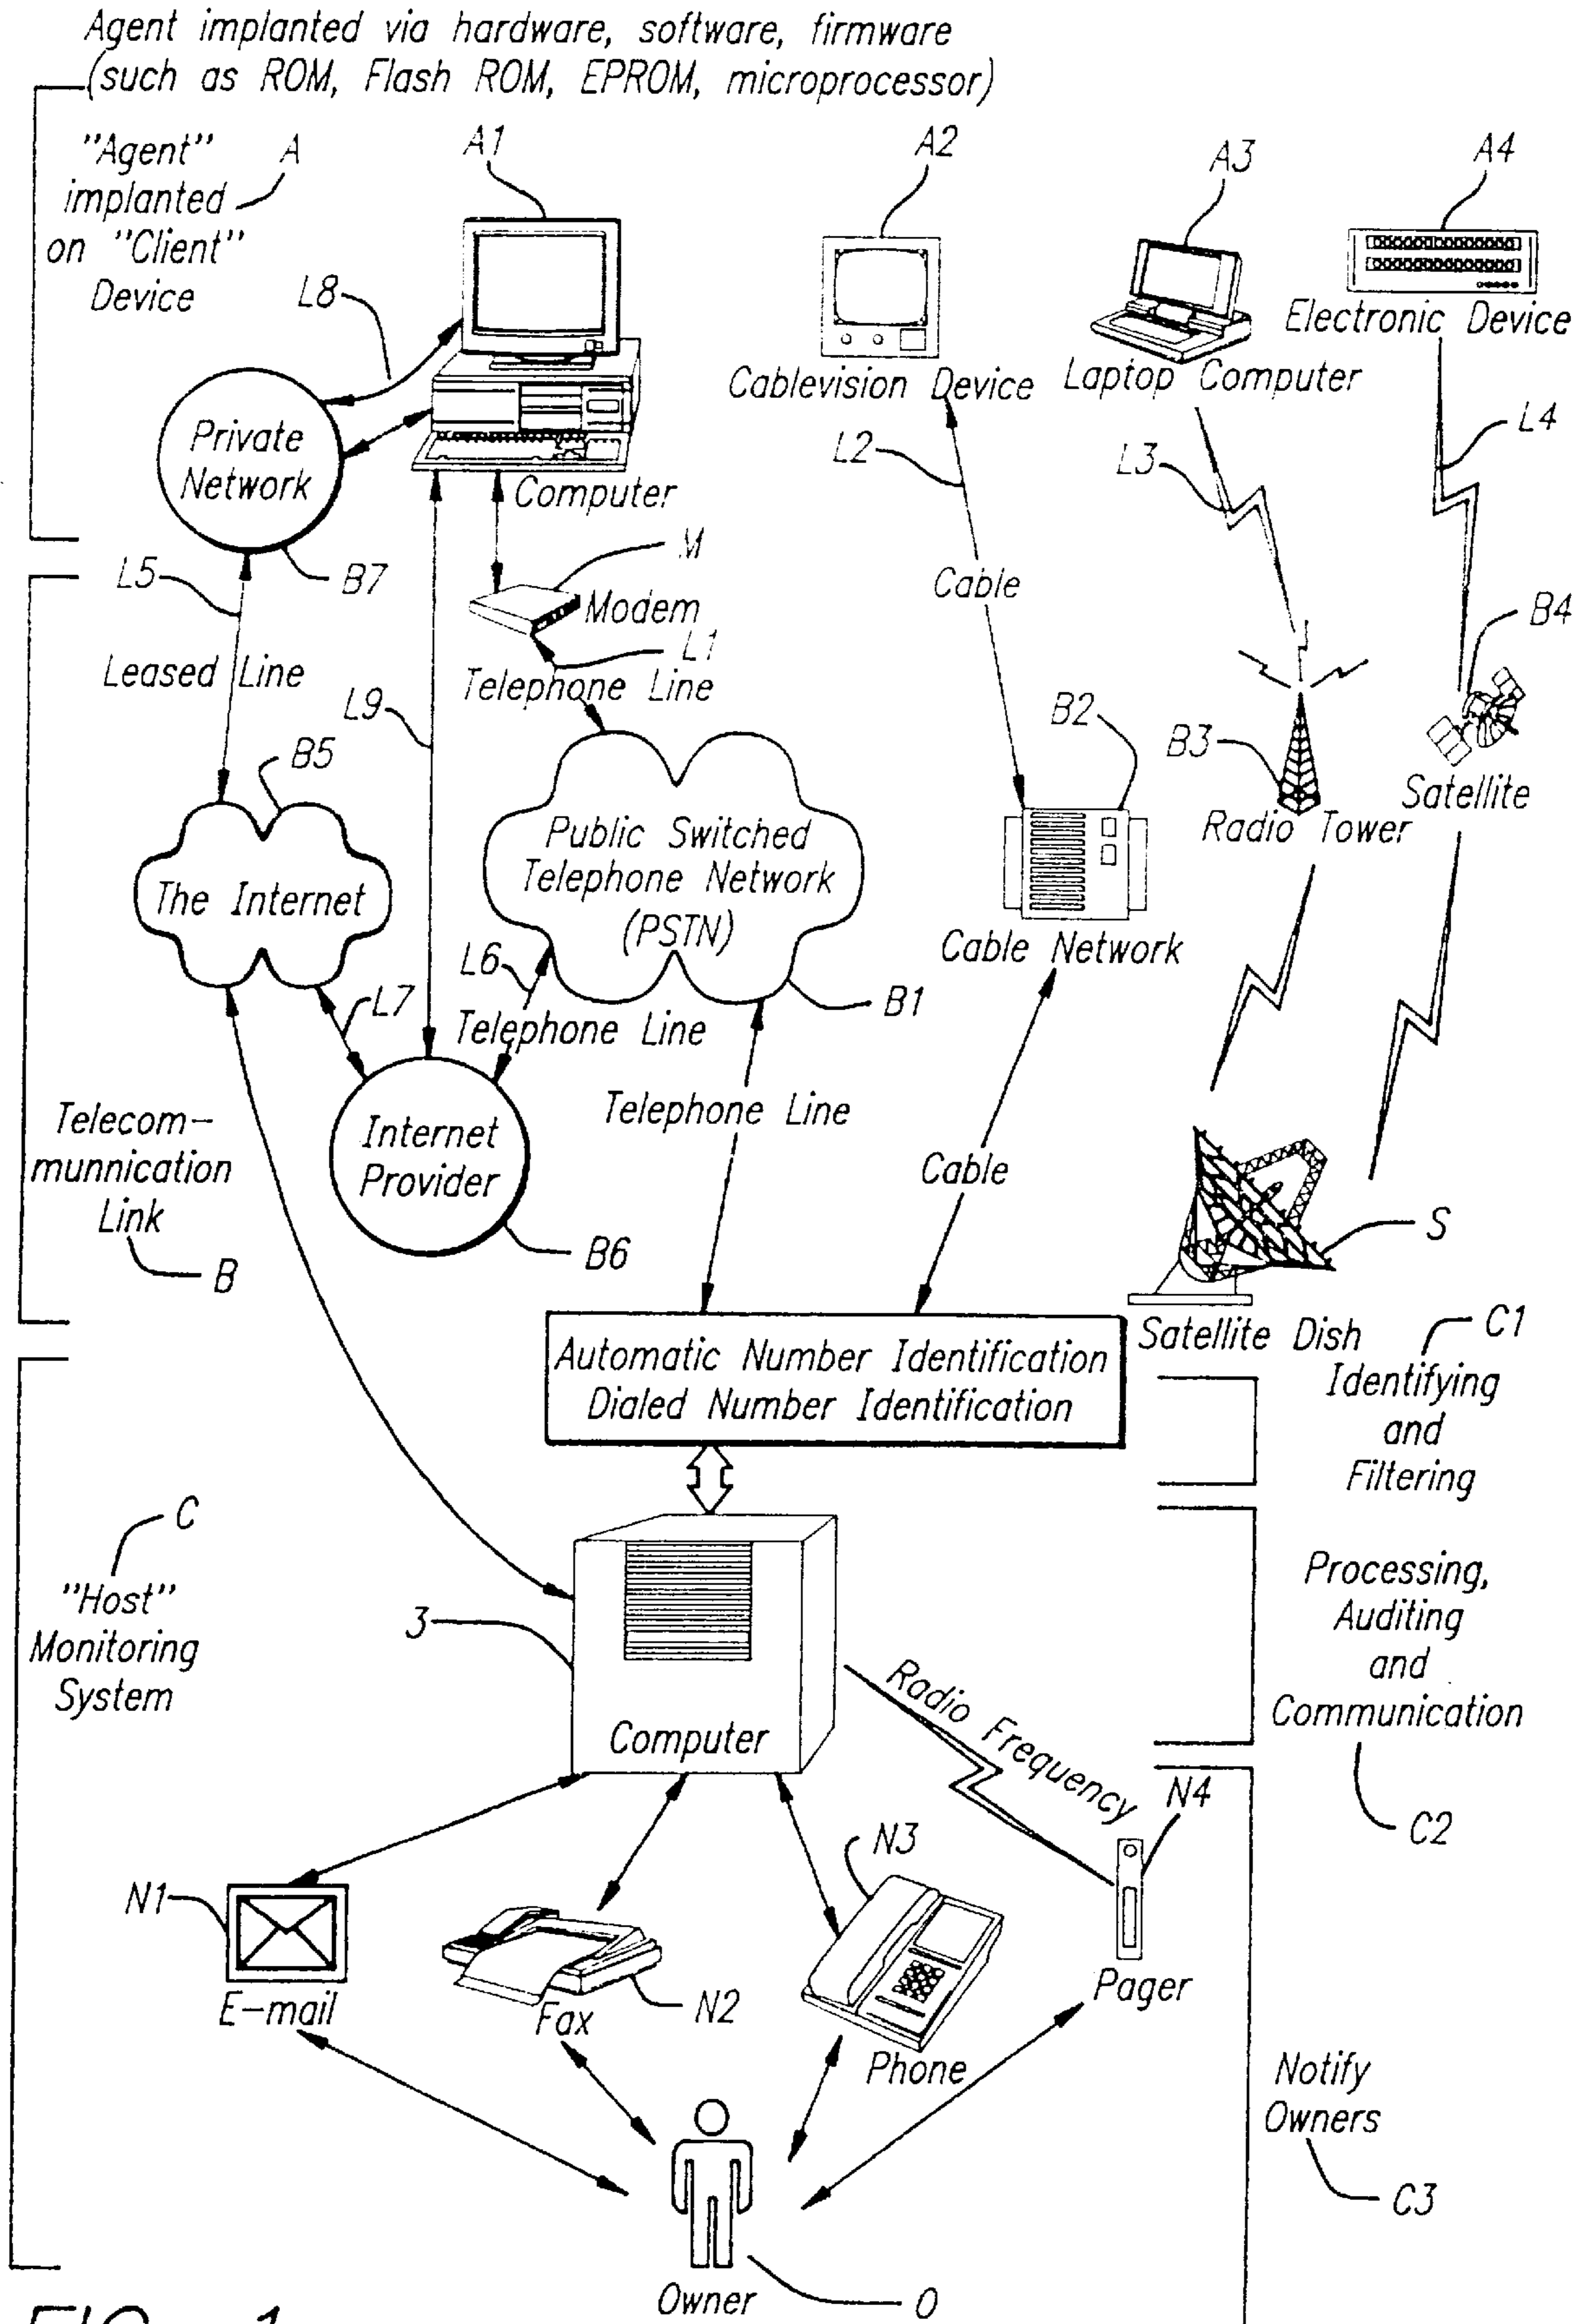 Agent implanted via hardware, software, firmware
(such as ROM, Flash ROM, EPROM, microprocessor)
"Agent"
implanted
on "Client"
Device
A
A1
A2
A3
A4
L8
Electronic Device
Cablevision Device
Laptop Computer
Private
Network
Computer
L2
L3
L4
M
L5
B7
Modem
Cable
B4
L1
Leased Line
Telephone Line
L9
B2
B3
B5
Satellite
Radio Tower
Public Switched
Telephone Network
(PSTN)
The Internet
Cable Network
L6
L7
B1
Telephone Line
Telephone Line
Telecom-
munnication
Link
B
Internet
Provider
Cable
B6
S
Satellite Dish
C1
Automatic Number Identification
Dialed Number Identification
Identifying
and
Filtering
C
"Host"
Monitoring
System
3
Processing,
Auditing
and
Communication
Radio Frequency
Computer
C2
N4
N3
N1
N2
E-mail
Fax
Phone
Pager
Notify
Owners
C3
Owner
O
FIG. 1